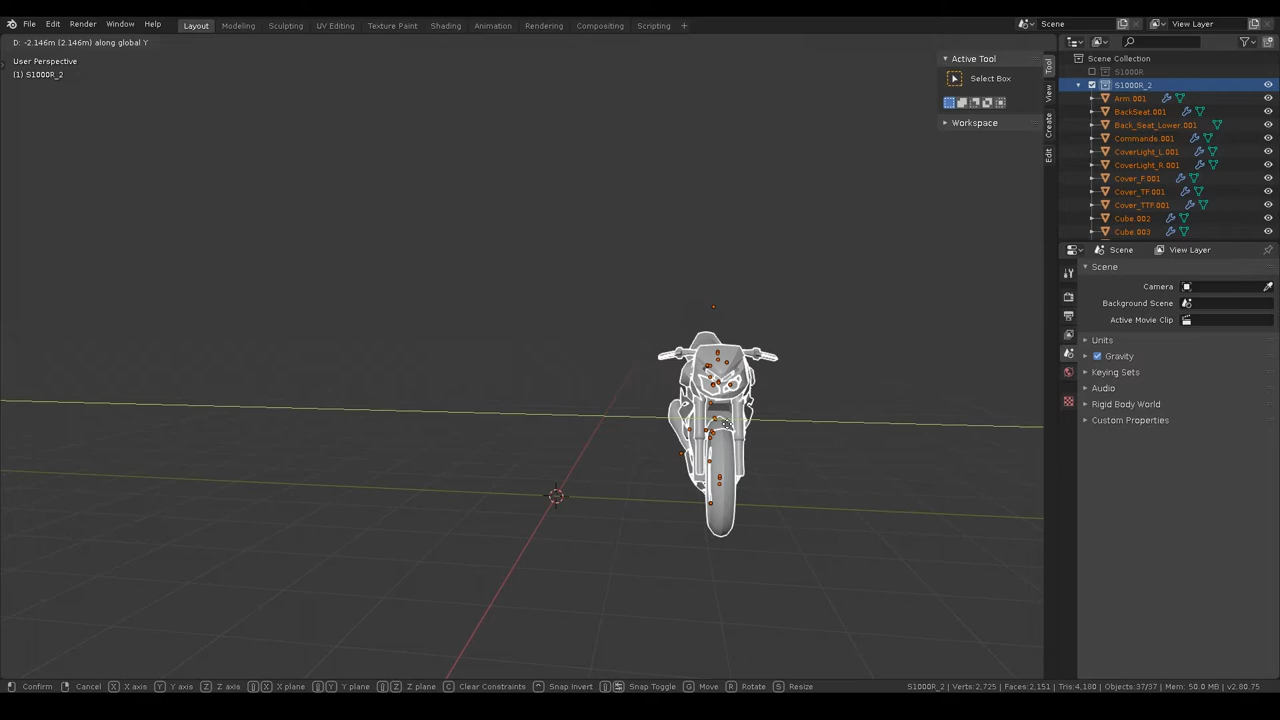 File Edit Render Window Help
Layout Modeling Sculpting UV Editing Texture Paint Shading Animation Rendering Compositing Scripting +
Scene View Layer
D: -2.146m (2.146m) along global Y
User Perspective
(1) S1000R_2
Active Tool
Select Box
Workspace
Tool
View
Create
Edit
Scene Collection
S1000R
S1000R_2
Arm.001
BackSeat.001
Back_Seat_Lower.001
Commands.001
CoverLight_L.001
CoverLight_R.001
Cover_F.001
Cover_TF.001
Cover_TTF.001
Cube.002
Cube.003
Scene View Layer
Scene
Camera
Background Scene
Active Movie Clip
Units
Gravity
Keying Sets
Audio
Rigid Body World
Custom Properties
Confirm Cancel X X axis Y Y axis Z Z axis X X plane Y Y plane Z Z plane C Clear Constraints Snap Invert Snap Toggle G Move R Rotate S Resize
S1000R_2 | Verts:2,725 | Faces:2,151 | Tris:4,180 | Objects:37/37 | Mem: 50.0 MB | v2.80.75